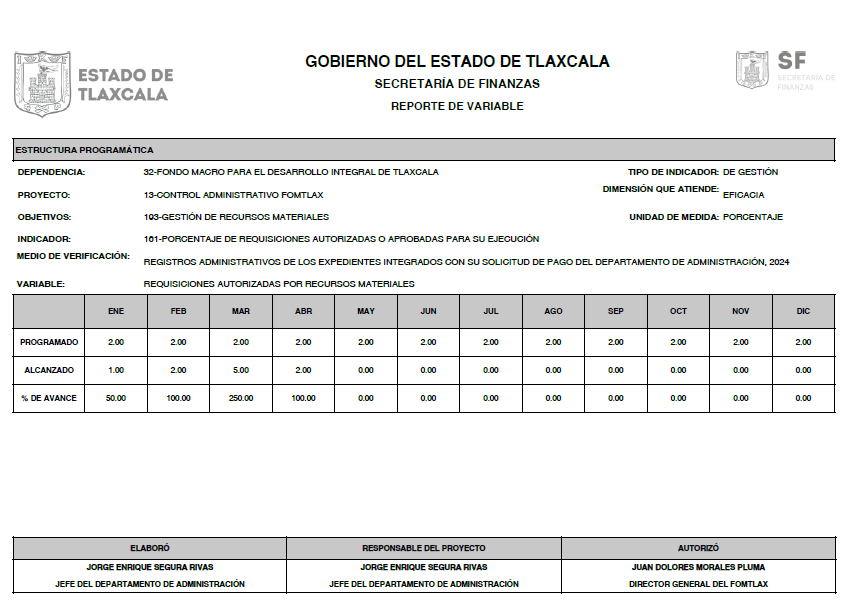 ESTADO DE
TLAXCALA
GOBIERNO DEL ESTADO DE TLAXCALA
SECRETARÍA DE FINANZAS
REPORTE DE VARIABLE
SF
SECRETARÍA DE
FINANZAS
ESTRUCTURA PROGRAMÁTICA
DEPENDENCIA: 32-FONDO MACRO PARA EL DESARROLLO INTEGRAL DE TLAXCALA TIPO DE INDICADOR: DE GESTIÓN
PROYECTO: 13-CONTROL ADMINISTRATIVO FOMTLAX DIMENSIÓN QUE ATIENDE: EFICACIA
OBJETIVOS: 193-GESTIÓN DE RECURSOS MATERIALES UNIDAD DE MEDIDA: PORCENTAJE
INDICADOR: 161-PORCENTAJE DE REQUISICIONES AUTORIZADAS O APROBADAS PARA SU EJECUCIÓN
MEDIO DE VERIFICACIÓN: REGISTROS ADMINISTRATIVOS DE LOS EXPEDIENTES INTEGRADOS CON SU SOLICITUD DE PAGO DEL DEPARTAMENTO DE ADMINISTRACIÓN, 2024
VARIABLE: REQUISICIONES AUTORIZADAS POR RECURSOS MATERIALES
ENE FEB MAR ABR MAY JUN JUL AGO SEP OCT NOV DIC
PROGRAMADO 2.00 2.00 2.00 2.00 2.00 2.00 2.00 2.00 2.00 2.00 2.00 2.00
ALCANZADO 1.00 2.00 5.00 2.00 0.00 0.00 0.00 0.00 0.00 0.00 0.00 0.00
% DE AVANCE 50.00 100.00 250.00 100.00 0.00 0.00 0.00 0.00 0.00 0.00 0.00 0.00
ELABORÓ RESPONSABLE DEL PROYECTO AUTORIZÓ
JORGE ENRIQUE SEGURA RIVAS JORGE ENRIQUE SEGURA RIVAS JUAN DOLORES MORALES PLUMA
JEFE DEL DEPARTAMENTO DE ADMINISTRACIÓN JEFE DEL DEPARTAMENTO DE ADMINISTRACIÓN DIRECTOR GENERAL DEL FOMTLAX